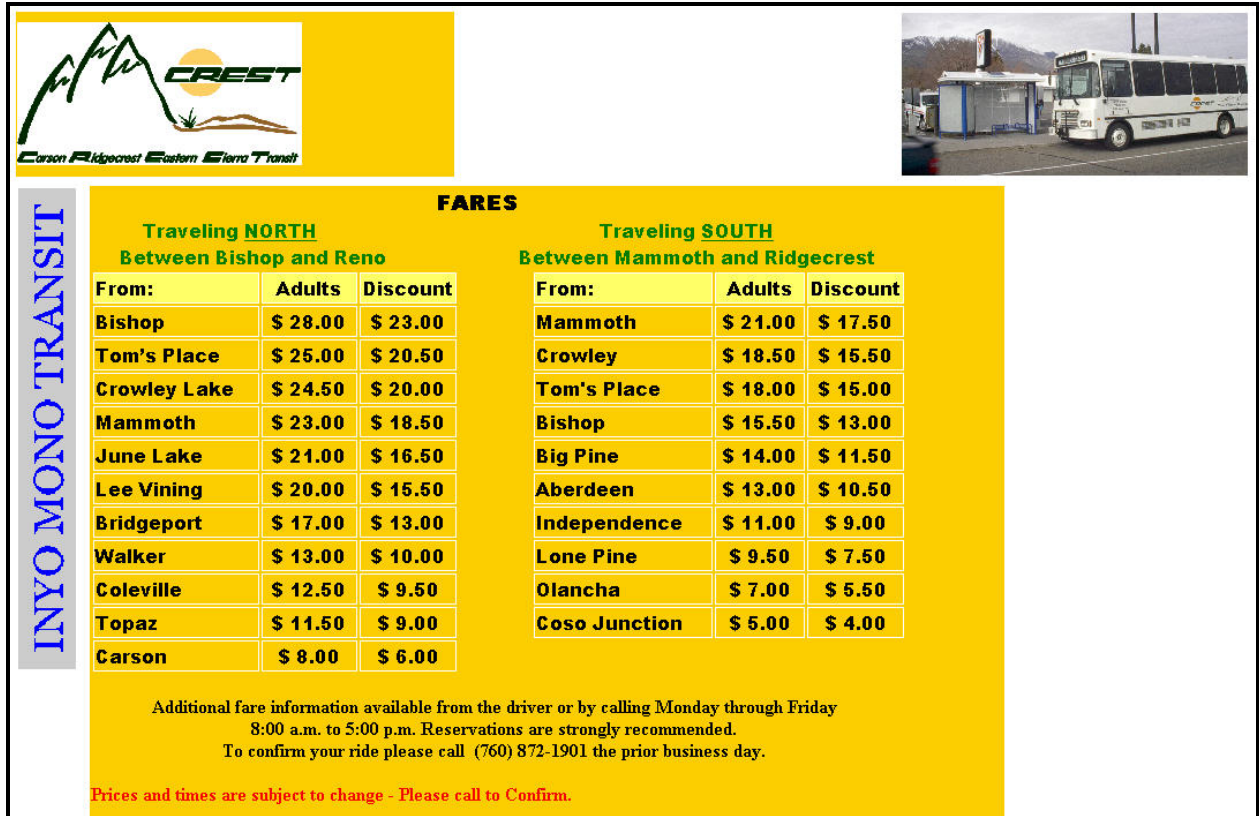 CREST
Carson Ridgecrest Eastern Sierra Transit
INYO MONO TRANSIT
FARES
Traveling NORTH
Between Bishop and Reno
From: Adults Discount
Bishop $ 28.00 $ 23.00
Tom’s Place $ 25.00 $ 20.50
Crowley Lake $ 24.50 $ 20.00
Mammoth $ 23.00 $ 18.50
June Lake $ 21.00 $ 16.50
Lee Vining $ 20.00 $ 15.50
Bridgeport $ 17.00 $ 13.00
Walker $ 13.00 $ 10.00
Coleville $ 12.50 $ 9.50
Topaz $ 11.50 $ 9.00
Carson $ 8.00 $ 6.00
Traveling SOUTH
Between Mammoth and Ridgecrest
From: Adults Discount
Mammoth $ 21.00 $ 17.50
Crowley $ 18.50 $ 15.50
Tom's Place $ 18.00 $ 15.00
Bishop $ 15.50 $ 13.00
Big Pine $ 14.00 $ 11.50
Aberdeen $ 13.00 $ 10.50
Independence $ 11.00 $ 9.00
Lone Pine $ 9.50 $ 7.50
Olancha $ 7.00 $ 5.50
Coso Junction $ 5.00 $ 4.00
Additional fare information available from the driver or by calling Monday through Friday
8:00 a.m. to 5:00 p.m. Reservations are strongly recommended.
To confirm your ride please call (760) 872-1901 the prior business day.
Prices and times are subject to change - Please call to Confirm.